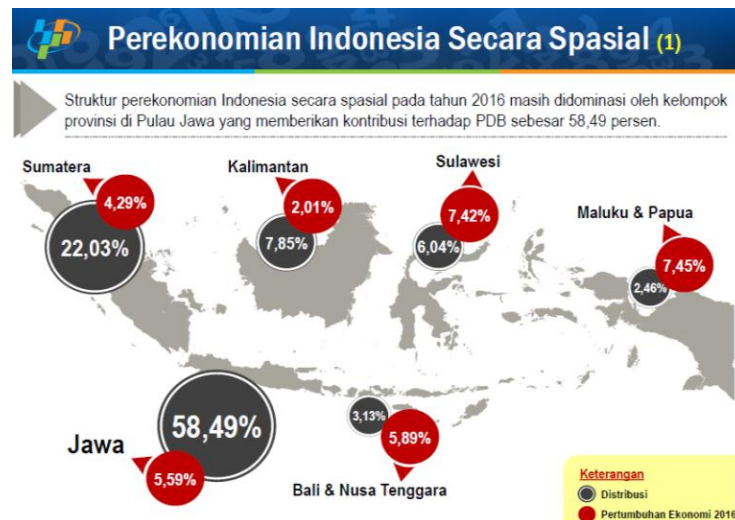 Perekonomian Indonesia Secara Spasial (1)
Struktur perekonomian Indonesia secara spasial pada tahun 2016 masih didominasi oleh kelompok
provinsi di Pulau Jawa yang memberikan kontribusi terhadap PDB sebesar 58,49 persen.
Sumatera
4,29%
22,03%
Kalimantan
2,01%
7,85%
Sulawesi
7,42%
6,04%
Maluku & Papua
7,45%
2,46%
Jawa
58,49%
5,59%
3,13%
5,89%
Bali & Nusa Tenggara
Keterangan
Distribusi
Pertumbuhan Ekonomi 2016